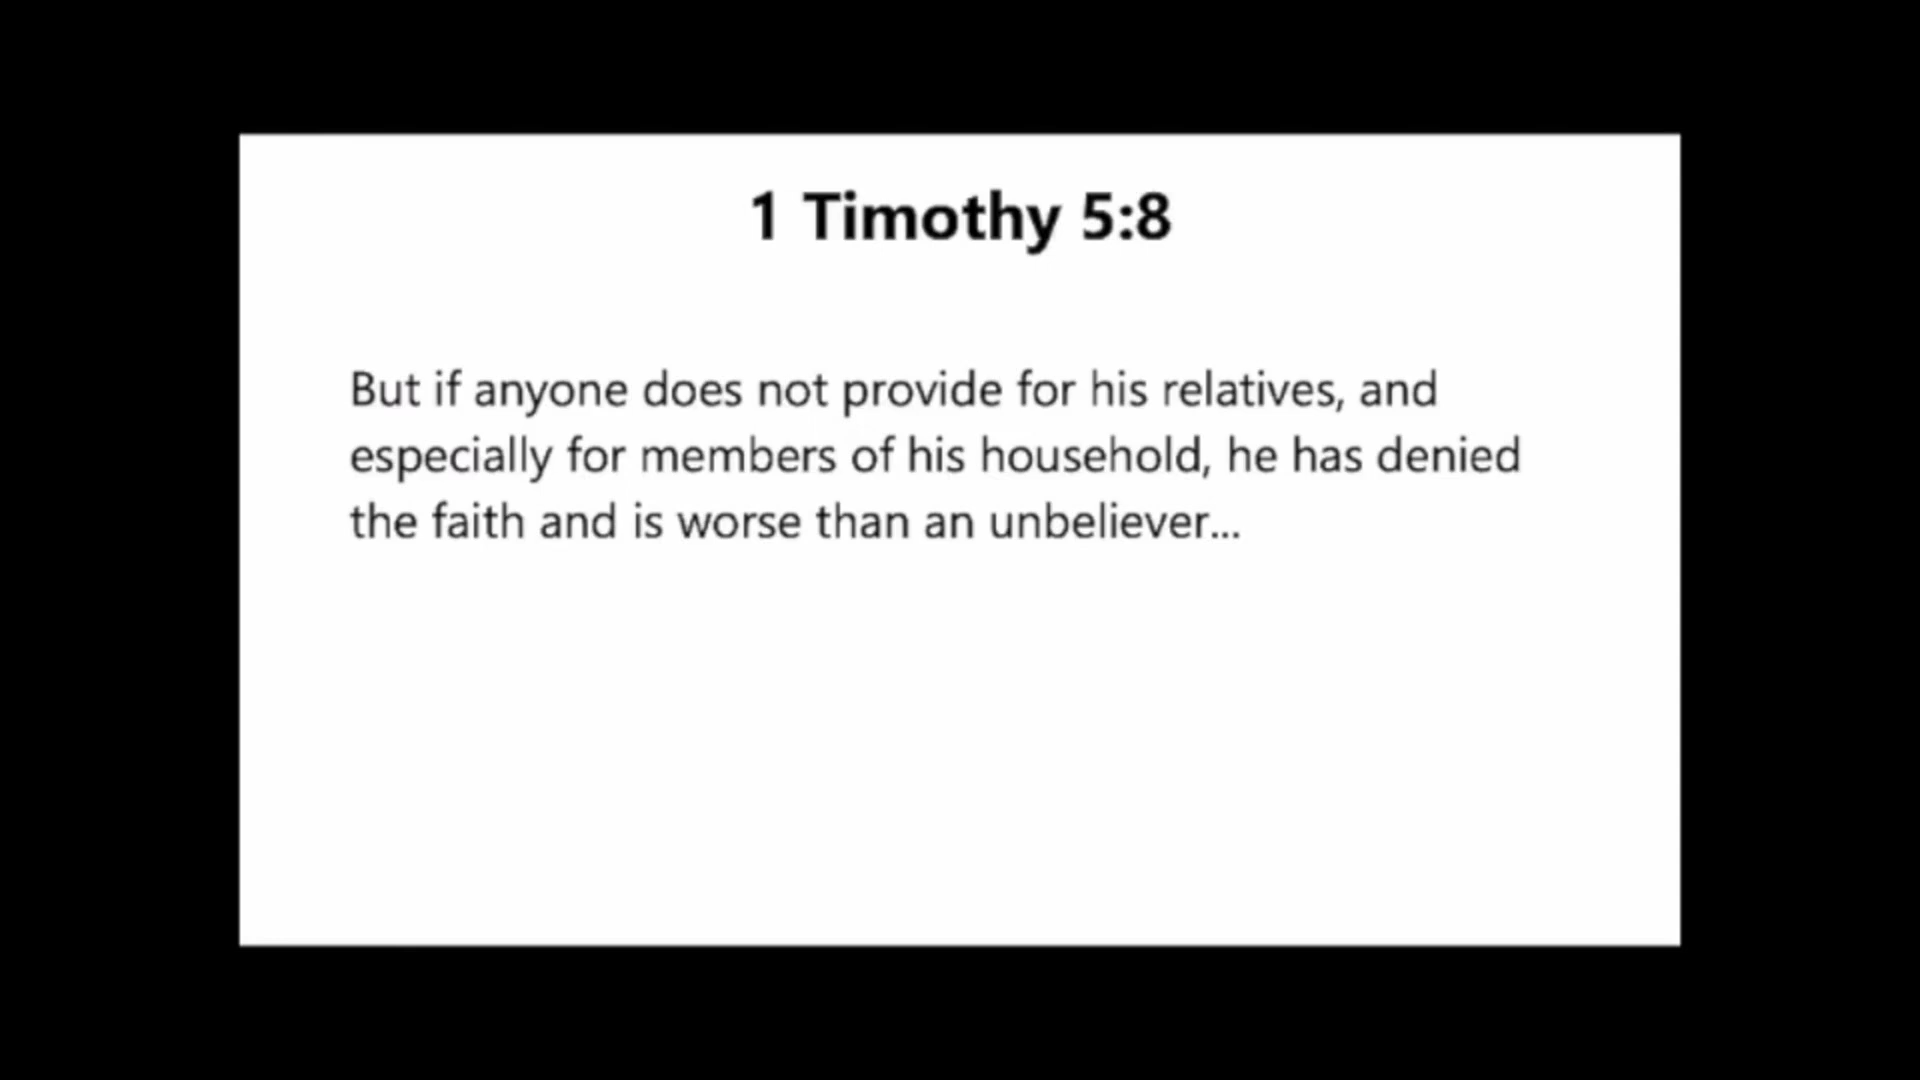 1 Timothy 5:8
But if anyone does not provide for his relatives, and
especially for members of his household, he has denied
the faith and is worse than an unbeliever...